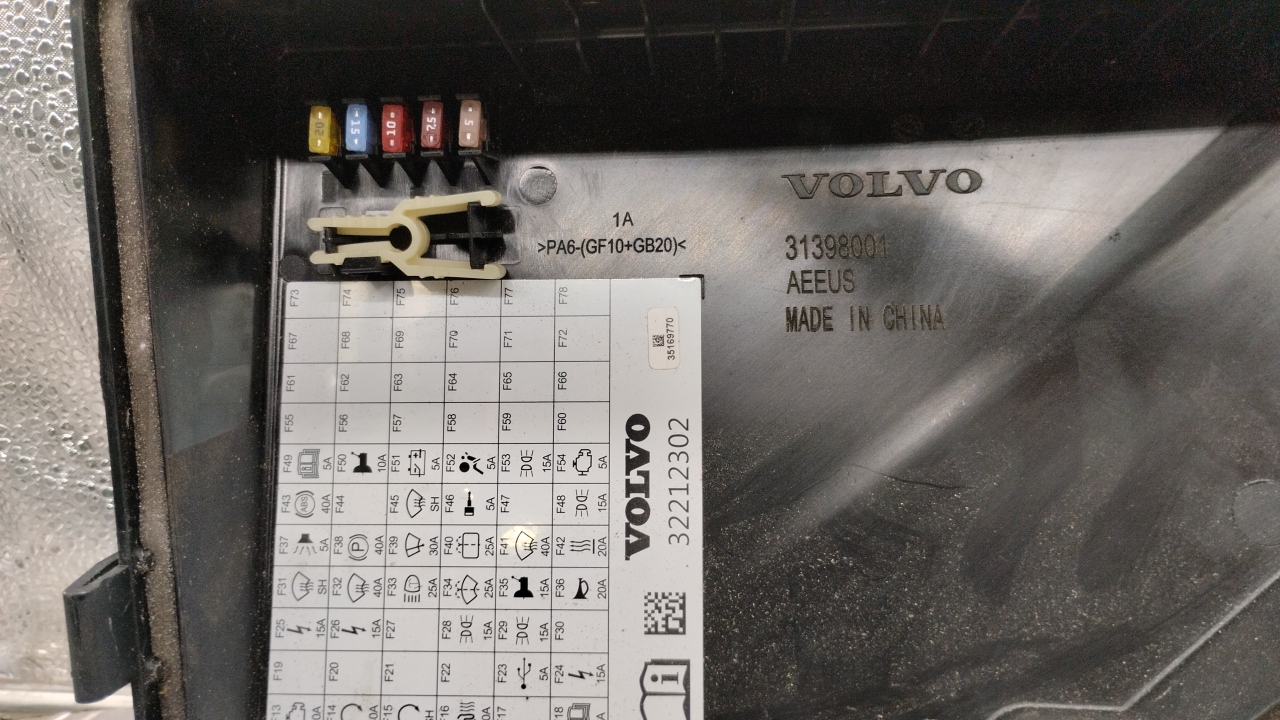 20
15
10
7.5
5
VOLVO
1A
>PA6-(GF10+GB20)<
31398001
AEEUS
MADE IN CHINA
F73 F74 F75 F76 F77 F78
F67 F68 F69 F70 F71 F72
35169770
F61 F62 F63 F64 F65 F66
F55 F56 F57 F58 F59 F60
F49 5A F50 10A F51 5A F52 5A F53 15A F54 5A
F43 ABS 40A F44 F45 SH F46 5A F47 F48 15A
F37 5A F38 P 40A F39 30A F40 25A F41 40A F42 20A
F31 SH F32 40A F33 25A F34 25A F35 15A F36 20A
F25 15A F26 15A F27 F28 15A F29 15A F30
F19 F20 F21 F22 F23 5A F24 15A
VOLVO
32212302